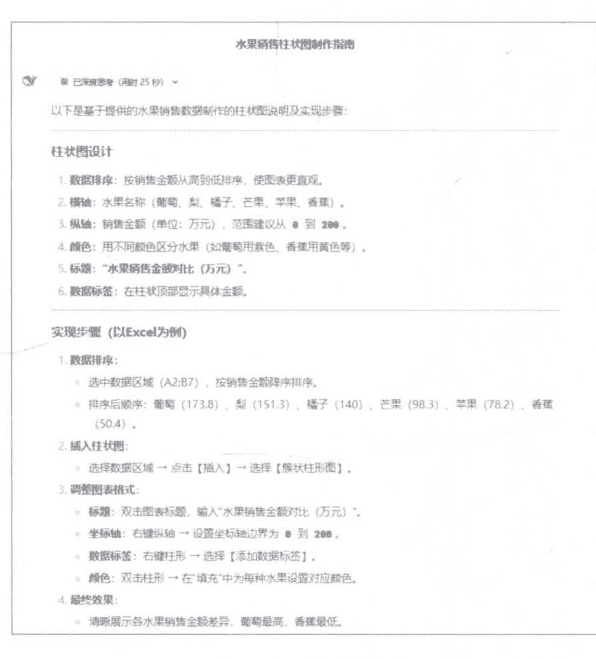 水果销售柱状图制作指南
已深度思考（用时 25 秒）
以下是基于提供的水果销售数据制作的柱状图说明及实现步骤：
柱状图设计
1. 数据排序：按销售金额从高到低排序，使图表更直观。
2. 横轴：水果名称（葡萄、梨、橘子、芒果、苹果、香蕉）。
3. 纵轴：销售金额（单位：万元），范围建议从 0 到 200。
4. 颜色：用不同颜色区分水果（如葡萄用紫色、香蕉用黄色等）。
5. 标题：“水果销售金额对比（万元）”。
6. 数据标签：在柱状顶部显示具体金额。
实现步骤（以Excel为例）
1. 数据排序：
◦ 选中数据区域（A2:B7），按销售金额降序排序。
◦ 排序后顺序：葡萄（173.8）、梨（151.3）、橘子（140）、芒果（98.3）、苹果（78.2）、香蕉
（50.4）。
2. 插入柱状图：
◦ 选择数据区域 → 点击【插入】→ 选择【簇状柱形图】。
3. 调整图表格式：
◦ 标题：双击图表标题，输入“水果销售金额对比（万元）”。
◦ 坐标轴：右键纵轴 → 设置坐标轴边界为 0 到 200。
◦ 数据标签：右键柱形 → 选择【添加数据标签】。
◦ 颜色：双击柱形 → 在“填充”中为每种水果设置对应颜色。
4. 最终效果：
◦ 清晰展示各水果销售金额差异，葡萄最高，香蕉最低。